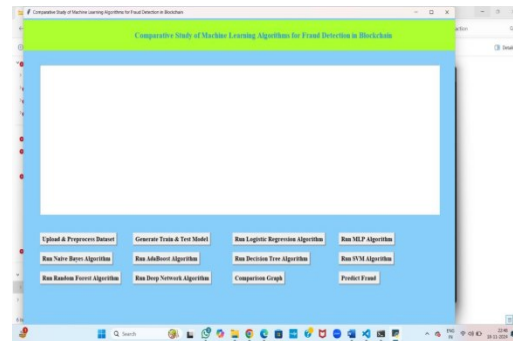 Comparative Study of Machine Learning Algorithms for Fraud Detection in Blockchain
Comparative Study of Machine Learning Algorithms for Fraud Detection in Blockchain
Upload & Preprocess Dataset Generate Train & Test Model Run Logistic Regression Algorithm Run MLP Algorithm
Run Naive Bayes Algorithm Run AdaBoost Algorithm Run Decision Tree Algorithm Run SVM Algorithm
Run Random Forest Algorithm Run Deep Network Algorithm Comparison Graph Predict Fraud
Search ENG